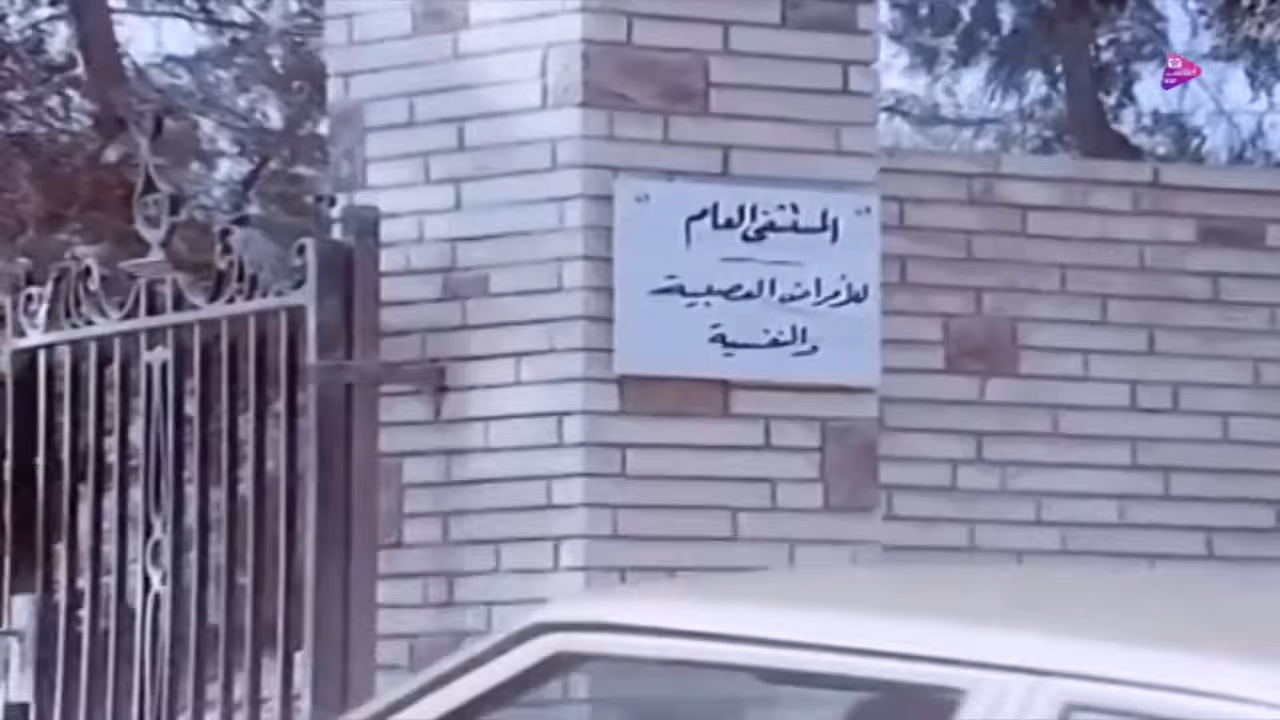 " المستشفى العام "
للأمراض العصبية
والنفسية